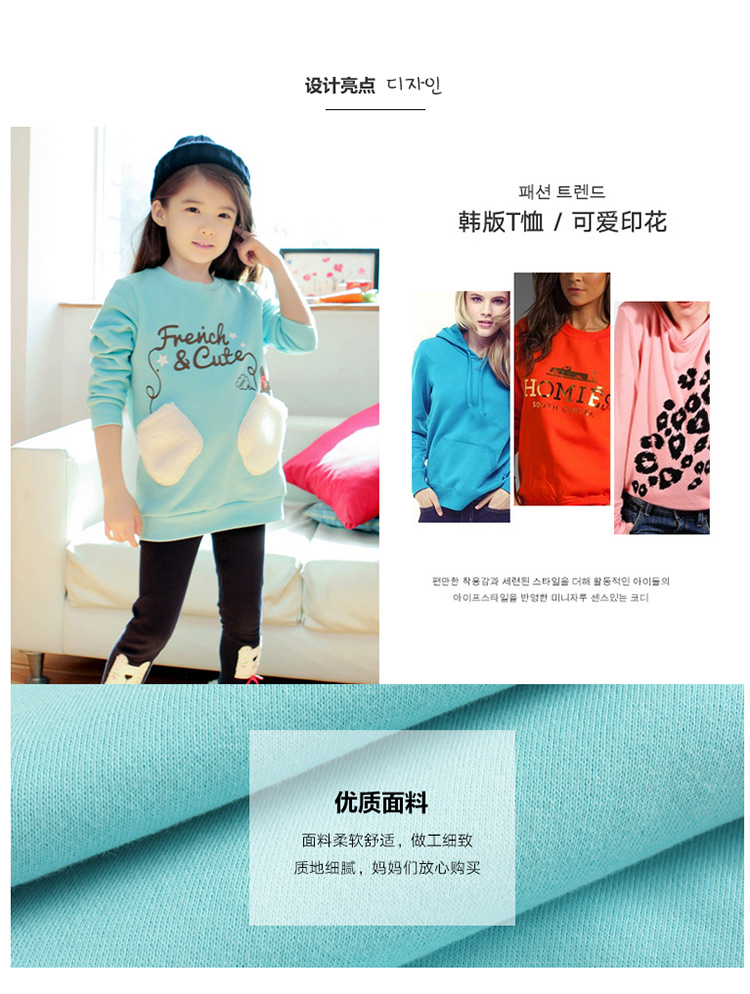 设计亮点 디자인
패션 트렌드
韩版T恤 / 可爱印花
French
& Cute
HOMIÉS
편안한 착용감과 세련된 스타일을 더해 활동적인 아이들의
아이프스타일을 반영한 미니자루 센스있는 코디
优质面料
面料柔软舒适，做工细致
质地细腻，妈妈们放心购买